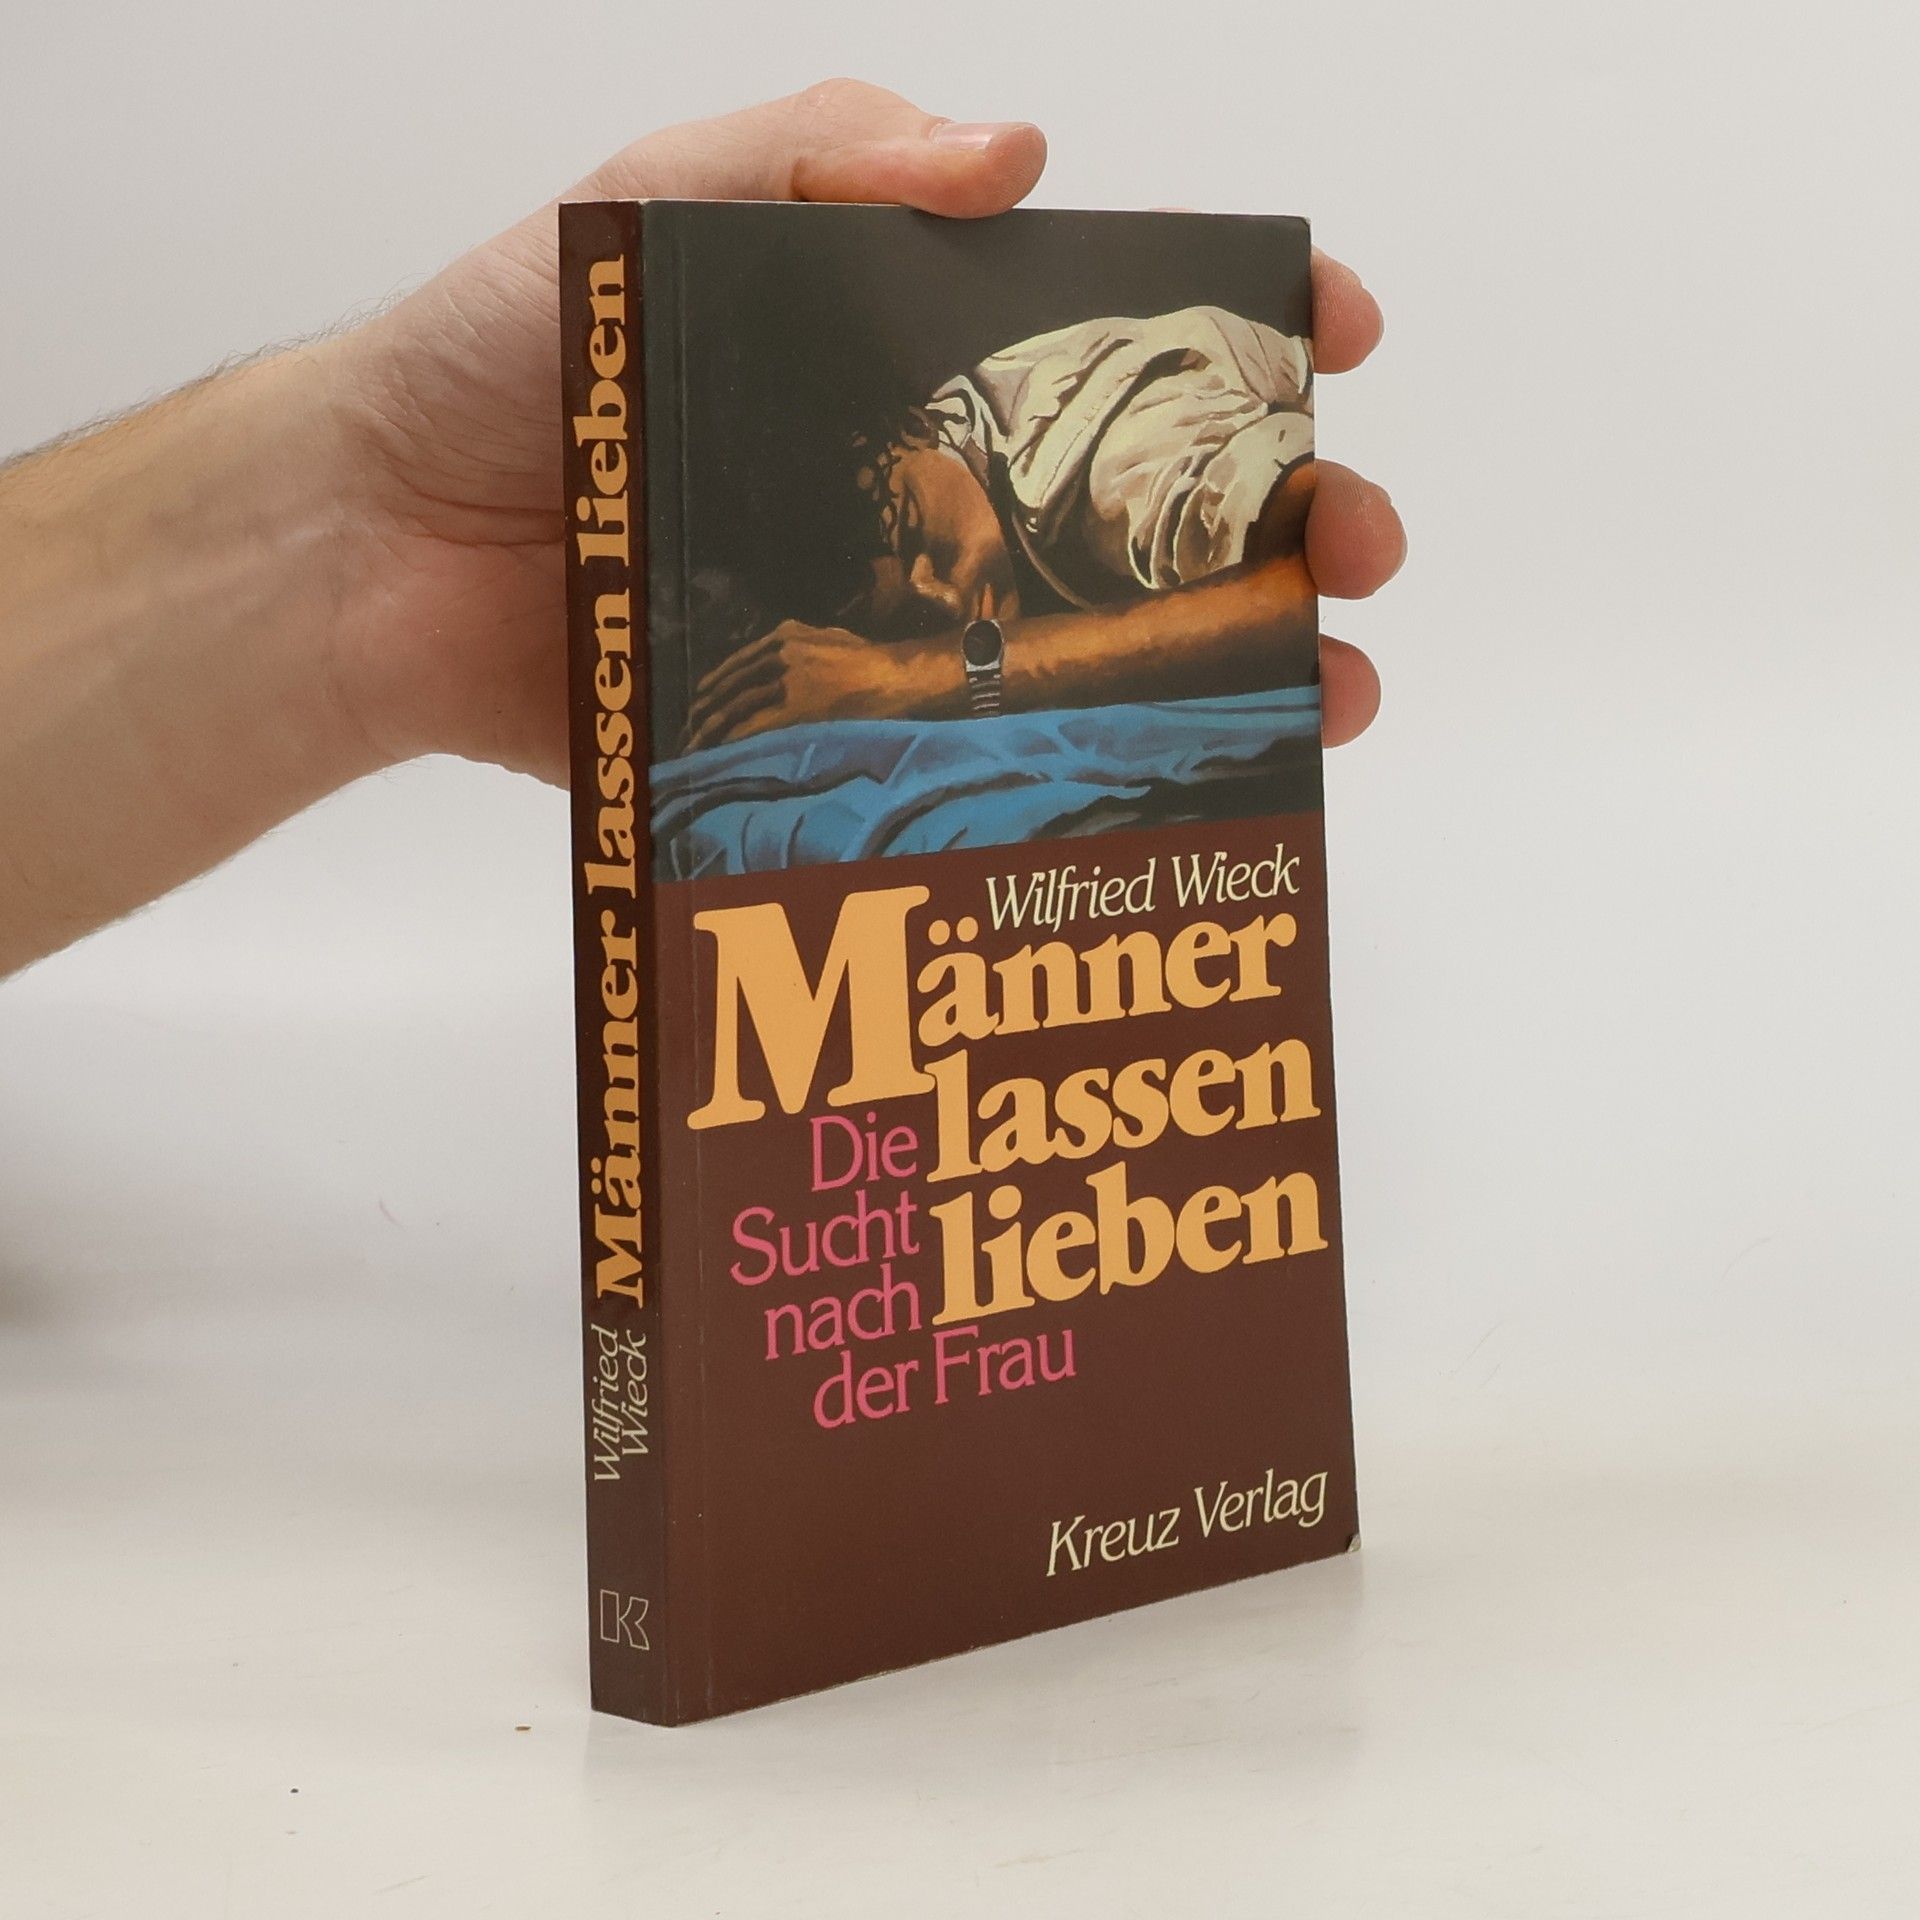 Männer lassen lieben
Wilfried
Wieck
K
Wilfried Wieck
Männer
lassen
lieben
Die
Sucht
nach
der Frau
Kreuz Verlag